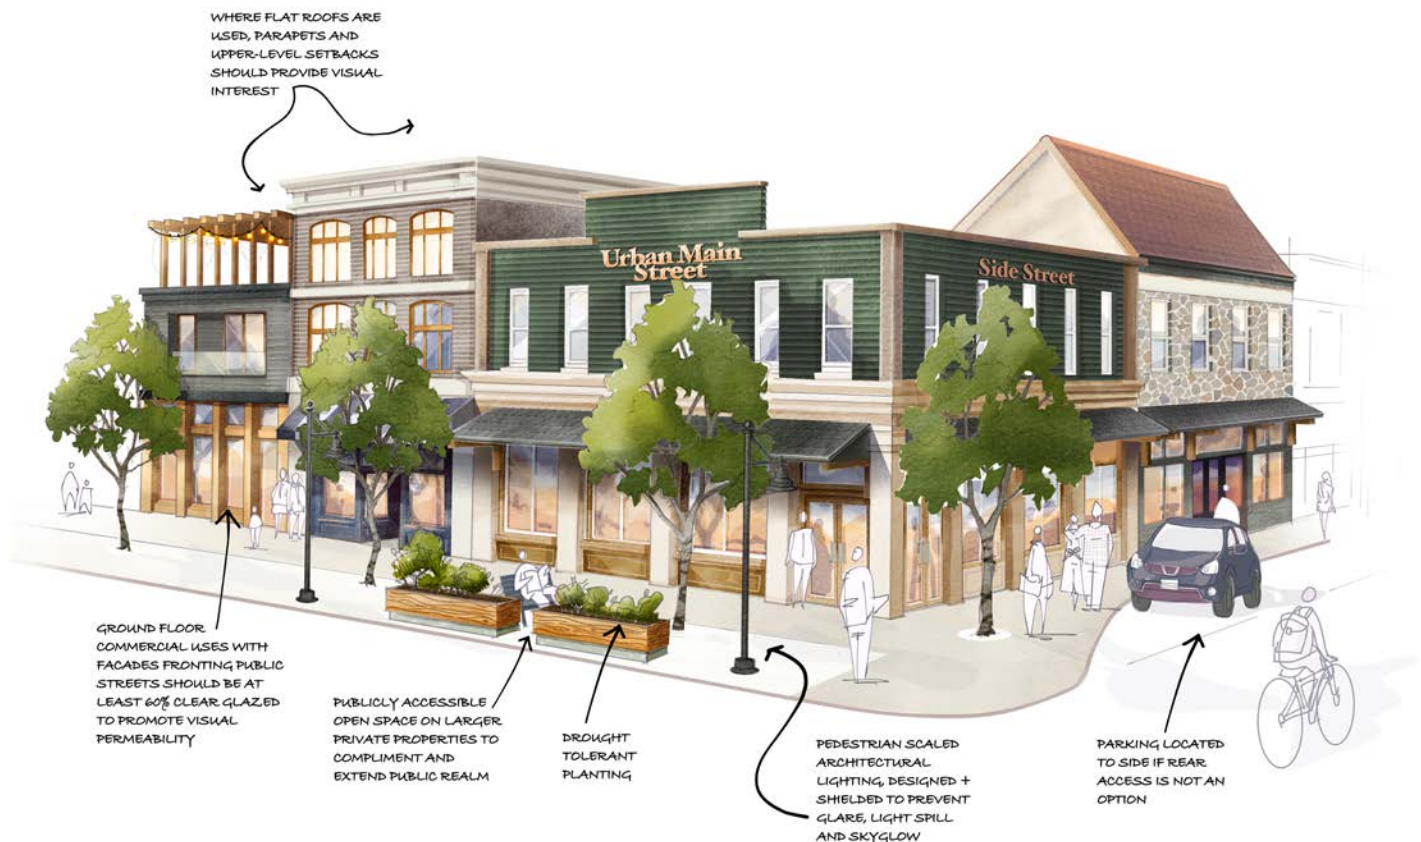 WHERE FLAT ROOFS ARE
USED, PARAPETS AND
UPPER-LEVEL SETBACKS
SHOULD PROVIDE VISUAL
INTEREST
Urban Main
Street
Side Street
GROUND FLOOR
COMMERCIAL USES WITH
FACADES FRONTING PUBLIC
STREETS SHOULD BE AT
LEAST 60% CLEAR GLAZED
TO PROMOTE VISUAL
PERMEABILITY
PUBLICLY ACCESSIBLE
OPEN SPACE ON LARGER
PRIVATE PROPERTIES TO
COMPLIMENT AND
EXTEND PUBLIC REALM
DROUGHT
TOLERANT
PLANTING
PEDESTRIAN SCALED
ARCHITECTURAL
LIGHTING, DESIGNED +
SHIELDED TO PREVENT
GLARE, LIGHT SPILL
AND SKYGLOW
PARKING LOCATED
TO SIDE IF REAR
ACCESS IS NOT AN
OPTION